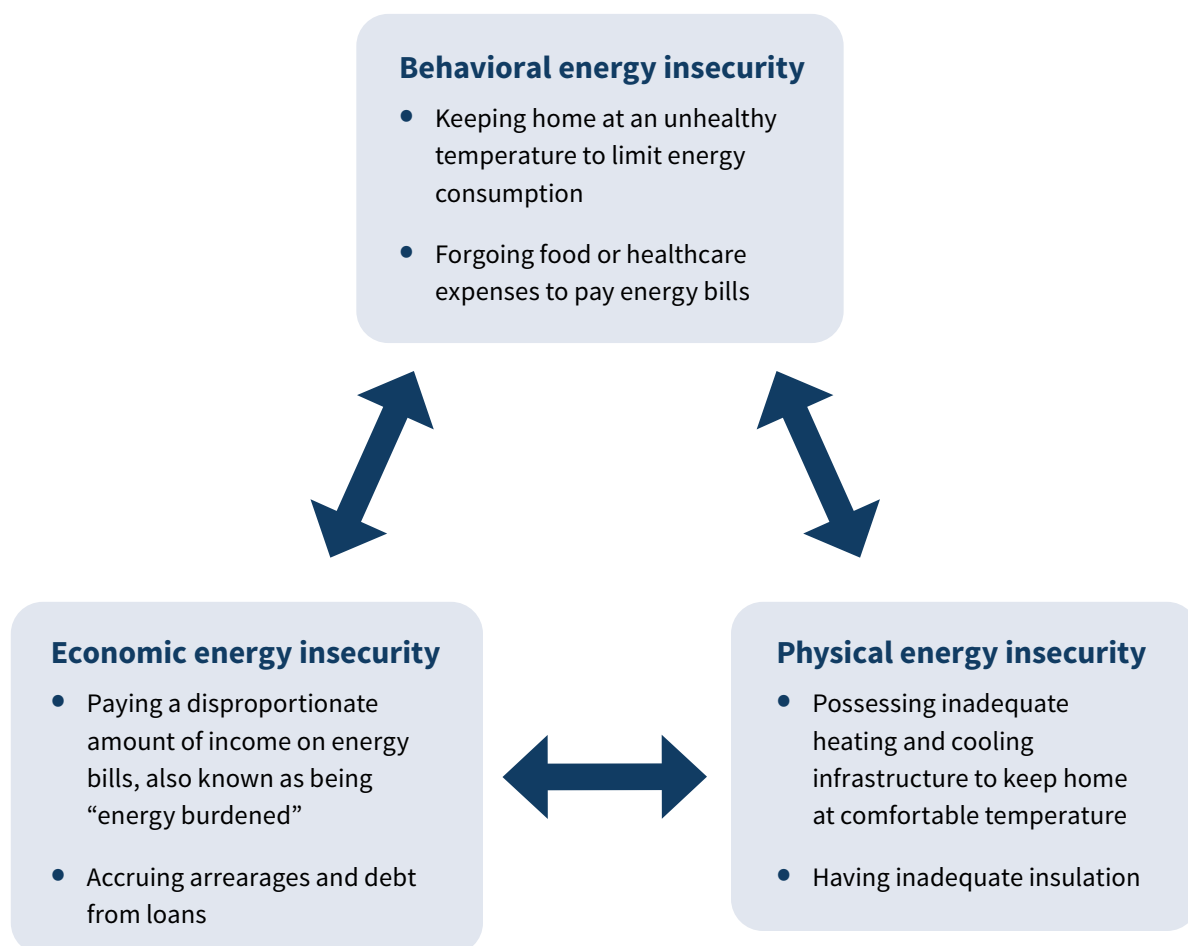 Behavioral energy insecurity
• Keeping home at an unhealthy
temperature to limit energy
consumption
• Forgoing food or healthcare
expenses to pay energy bills
Economic energy insecurity
• Paying a disproportionate
amount of income on energy
bills, also known as being
“energy burdened”
• Accruing arrearages and debt
from loans
Physical energy insecurity
• Possessing inadequate
heating and cooling
infrastructure to keep home
at comfortable temperature
• Having inadequate insulation